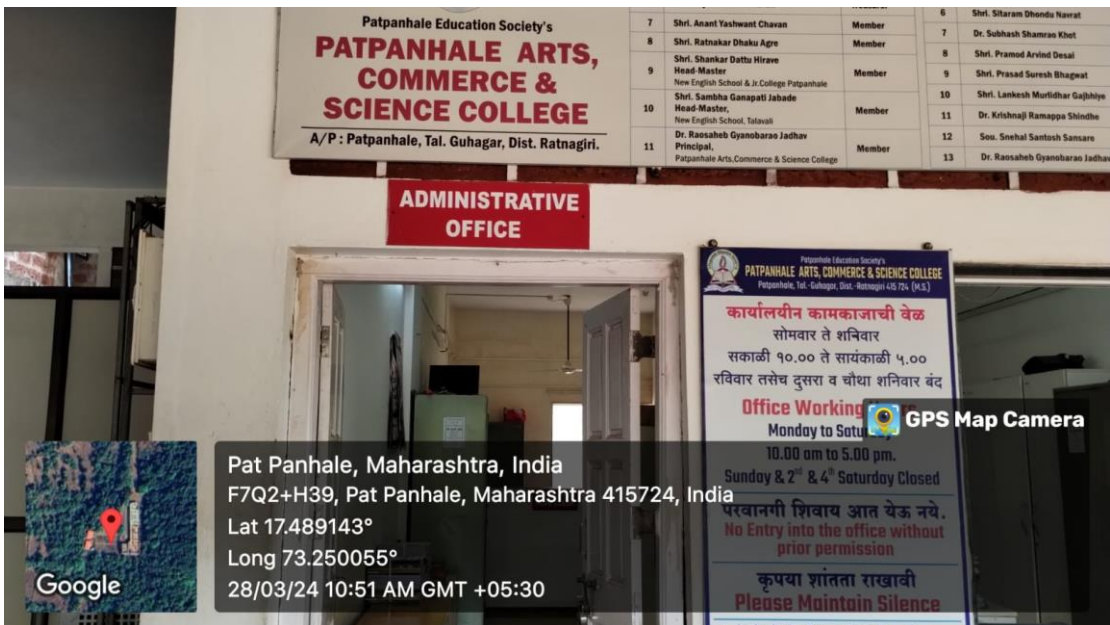 Patpanhale Education Society's
PATPANHALE ARTS,
COMMERCE &
SCIENCE COLLEGE
A/P : Patpanhale, Tal. Guhagar, Dist. Ratnagiri.
7 Shri. Anant Yashwant Chavan Member
8 Shri. Ratnakar Dhaku Agre Member
9 Shri. Shankar Dattu Hirave
Head-Master Member
New English School & Jr.College Patpanhale
10 Shri. Sambha Ganapati Jabade
Head-Master, Member
New English School, Talavali
11 Dr. Raosaheb Gyanobarao Jadhav
Principal, Member
Patpanhale Arts,Commerce & Science College
6 Shri. Sitaram Dhondu Navrat
7 Dr. Subhash Shamrao Khot
8 Shri. Pramod Arvind Desai
9 Shri. Prasad Suresh Bhagwat
10 Shri. Lankesh Murlidhar Gajbhiye
11 Dr. Krishnaji Ramappa Shindhe
12 Sou. Snehal Santosh Sansare
13 Dr. Raosaheb Gyanobarao Jadhav
ADMINISTRATIVE
OFFICE
Patpanhale Education Society's
PATPANHALE ARTS, COMMERCE & SCIENCE COLLEGE
Patpanhale, Tal.-Guhagar, Dist.-Ratnagiri 415 724 (M.S.)
कार्यालयीन कामकाजाची वेळ
सोमवार ते शनिवार
सकाळी १०.०० ते सायंकाळी ५.००
रविवार तसेच दुसरा व चौथा शनिवार बंद
Office Working
Monday to
10.00 am to 5.00 pm.
Sunday & 2nd & 4th Saturday Closed
परवानगी शिवाय आत येऊ नये.
No Entry into the office without
prior permission
कृपया शांतता राखावी
Please Maintain Silence
GPS Map Camera
Pat Panhale, Maharashtra, India
F7Q2+H39, Pat Panhale, Maharashtra 415724, India
Lat 17.489143°
Long 73.250055°
28/03/24 10:51 AM GMT +05:30
Google